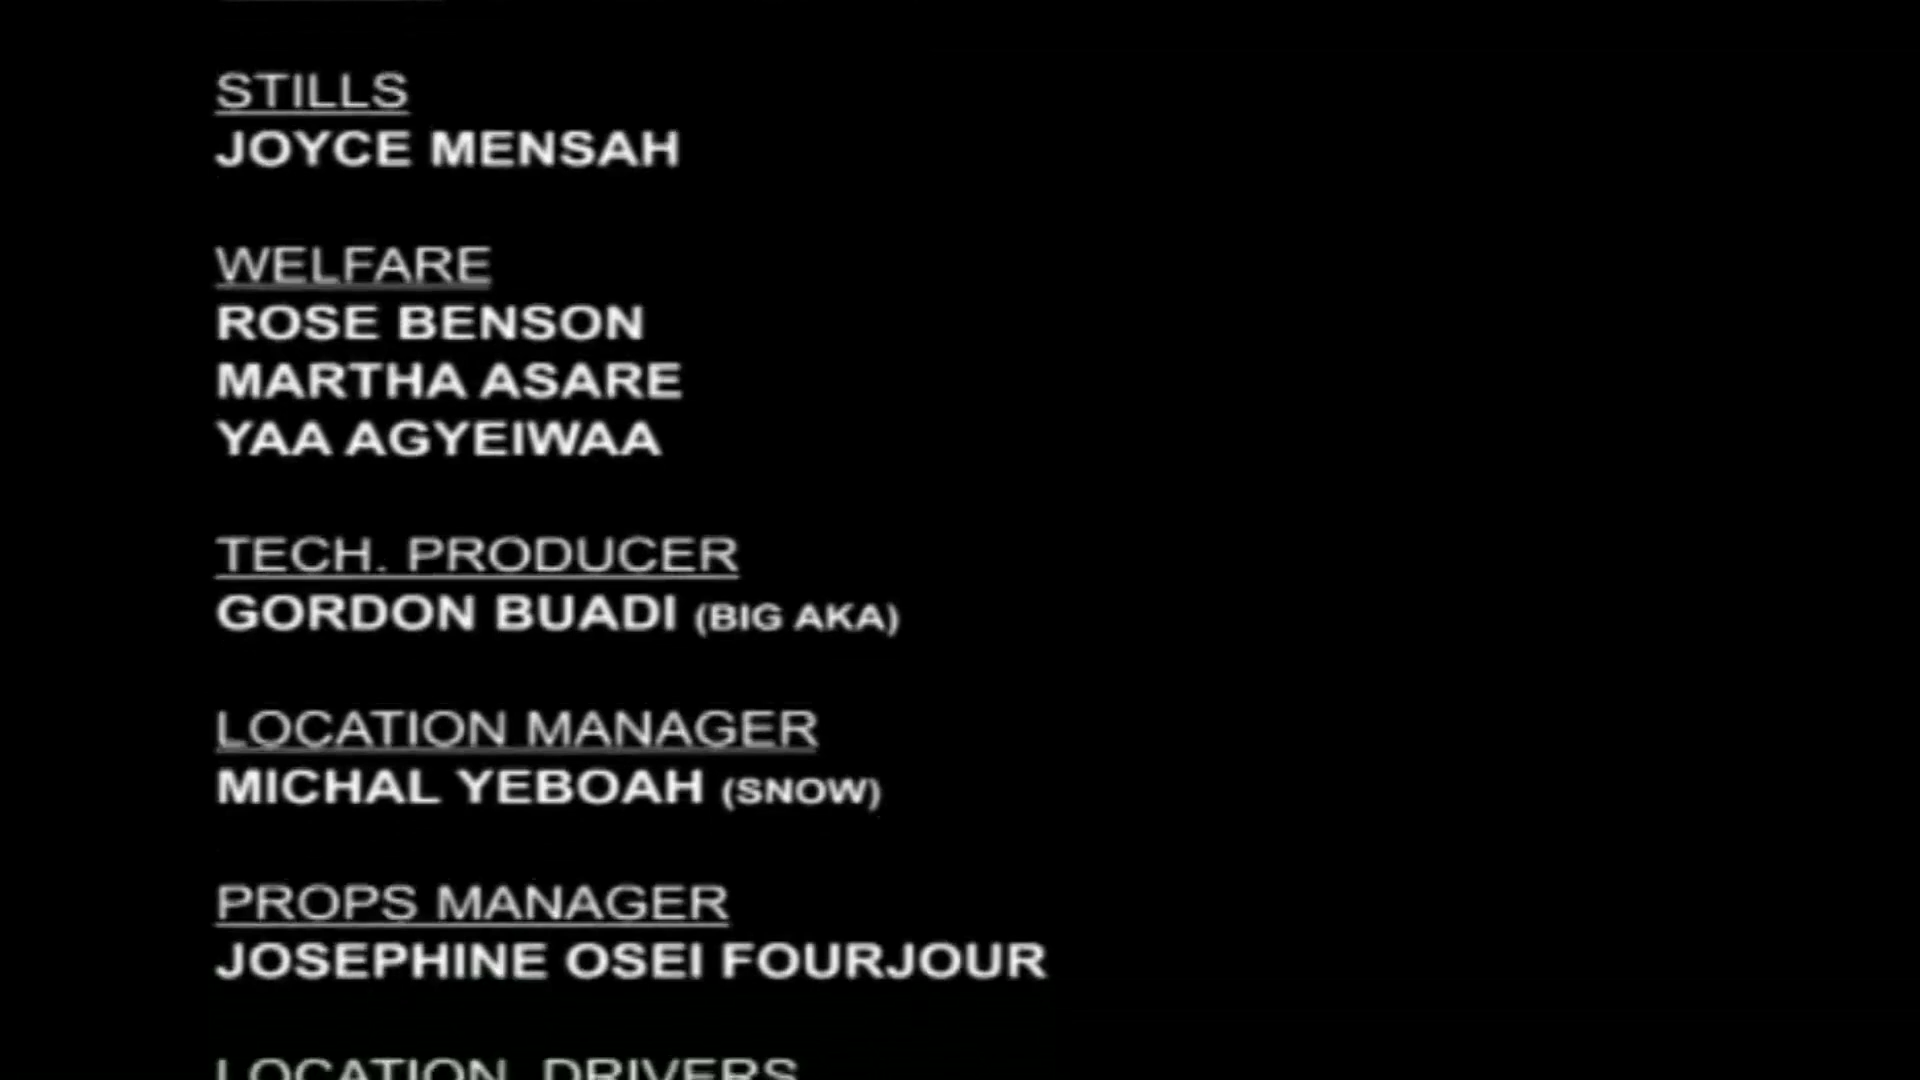 STILLS
JOYCE MENSAH
WELFARE
ROSE BENSON
MARTHA ASARE
YAA AGYEIWAA
TECH. PRODUCER
GORDON BUADI (BIG AKA)
LOCATION MANAGER
MICHAL YEBOAH (SNOW)
PROPS MANAGER
JOSEPHINE OSEI FOURJOUR
LOCATION DRIVERS